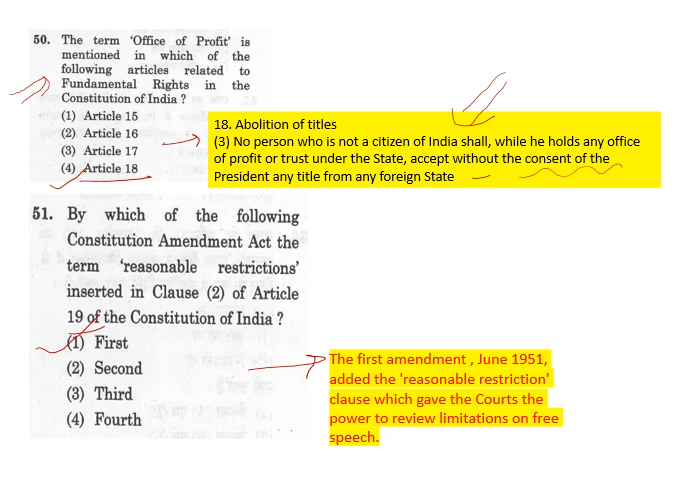 50. The term 'Office of Profit' is
mentioned in which of the
following articles related to
Fundamental Rights in the
Constitution of India ?
(1) Article 15
(2) Article 16
(3) Article 17
(4) Article 18
18. Abolition of titles
(3) No person who is not a citizen of India shall, while he holds any office
of profit or trust under the State, accept without the consent of the
President any title from any foreign State
51. By which of the following
Constitution Amendment Act the
term 'reasonable restrictions'
inserted in Clause (2) of Article
19 of the Constitution of India ?
(1) First
(2) Second
(3) Third
(4) Fourth
The first amendment , June 1951,
added the 'reasonable restriction'
clause which gave the Courts the
power to review limitations on free
speech.